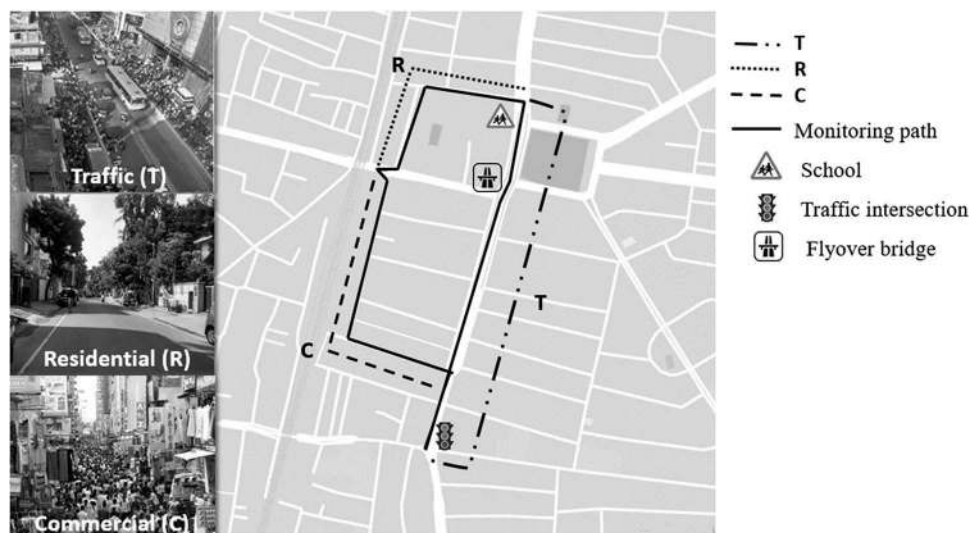 Traffic (T)
Residential (R)
Commercial (C)
R
T
C
T
R
C
Monitoring path
School
Traffic intersection
Flyover bridge